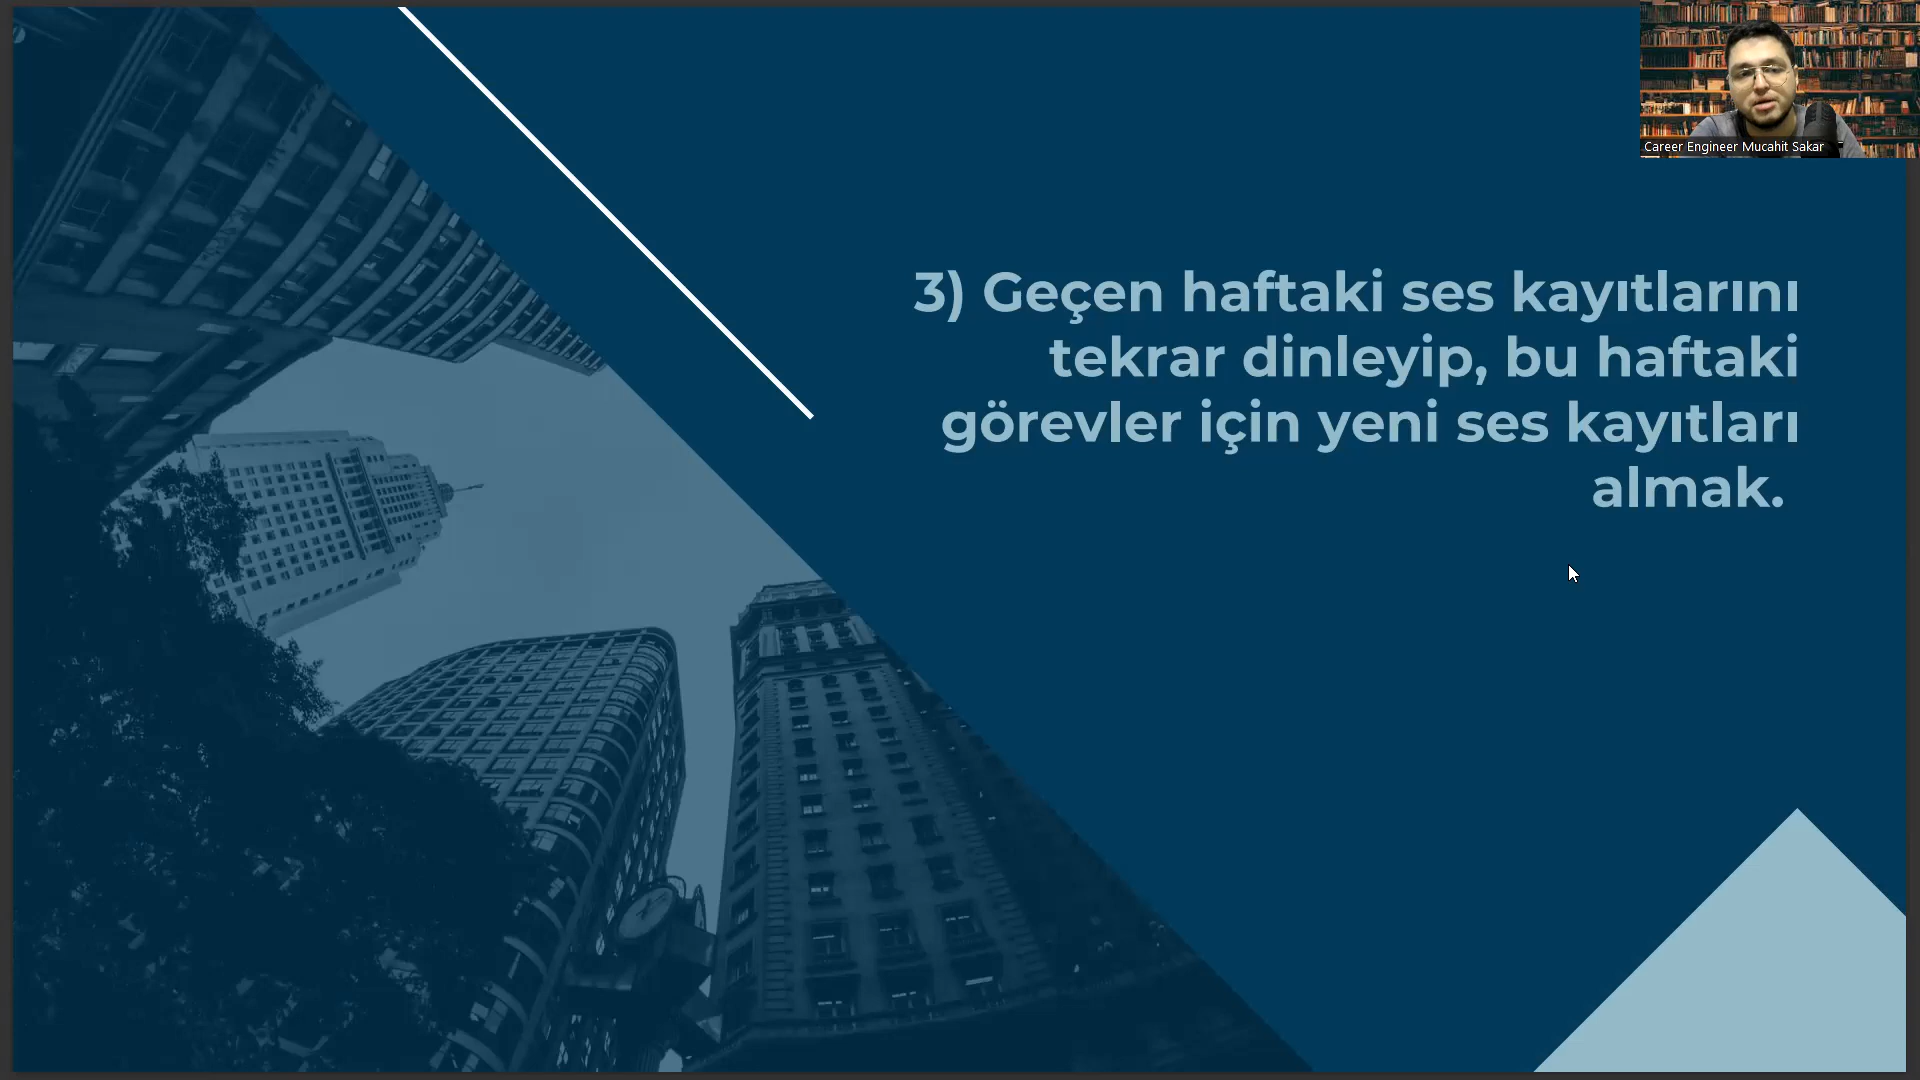 Career Engineer Mucahit Sakar
3) Geçen haftaki ses kayıtlarını
tekrar dinleyip, bu haftaki
görevler için yeni ses kayıtları
almak.